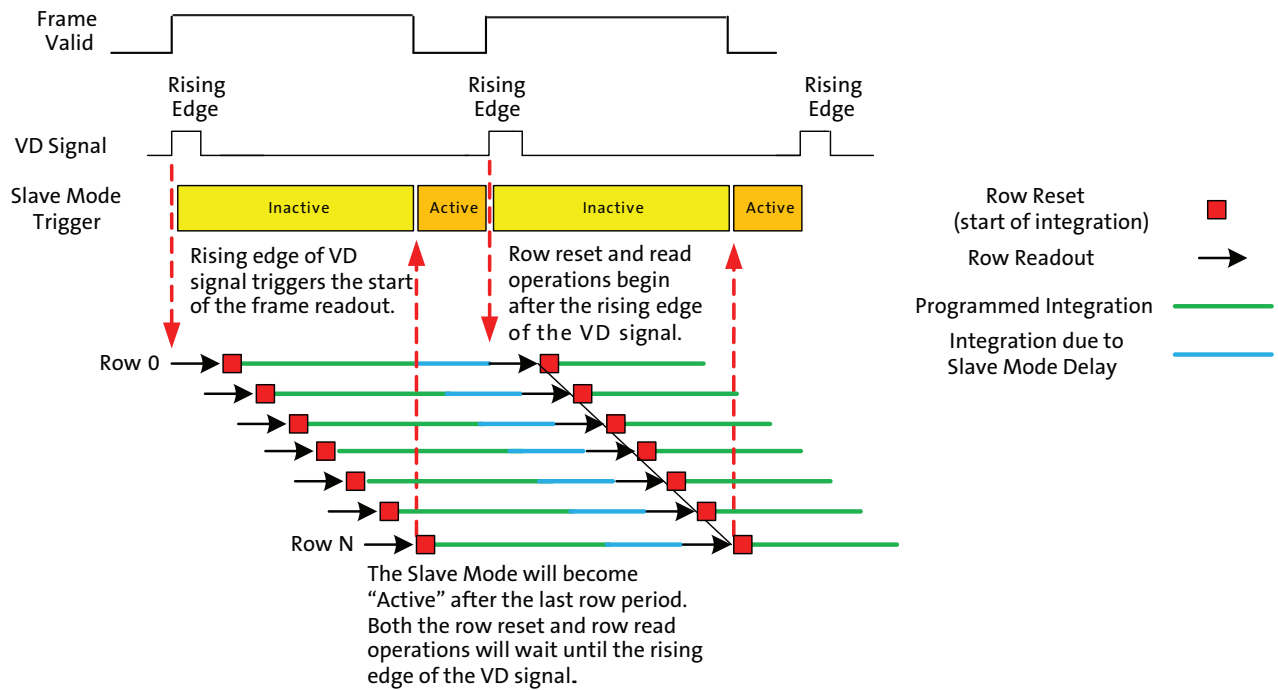 Frame
Valid
Rising
Edge
Rising
Edge
Rising
Edge
VD Signal
Slave Mode
Trigger
Inactive
Active
Inactive
Active
Rising edge of VD
signal triggers the start
of the frame readout.
Row reset and read
operations begin
after the rising edge
of the VD signal.
Row Reset
(start of integration)
Row Readout
Programmed Integration
Integration due to
Slave Mode Delay
Row 0
Row N
The Slave Mode will become
“Active” after the last row period.
Both the row reset and row read
operations will wait until the rising
edge of the VD signal.